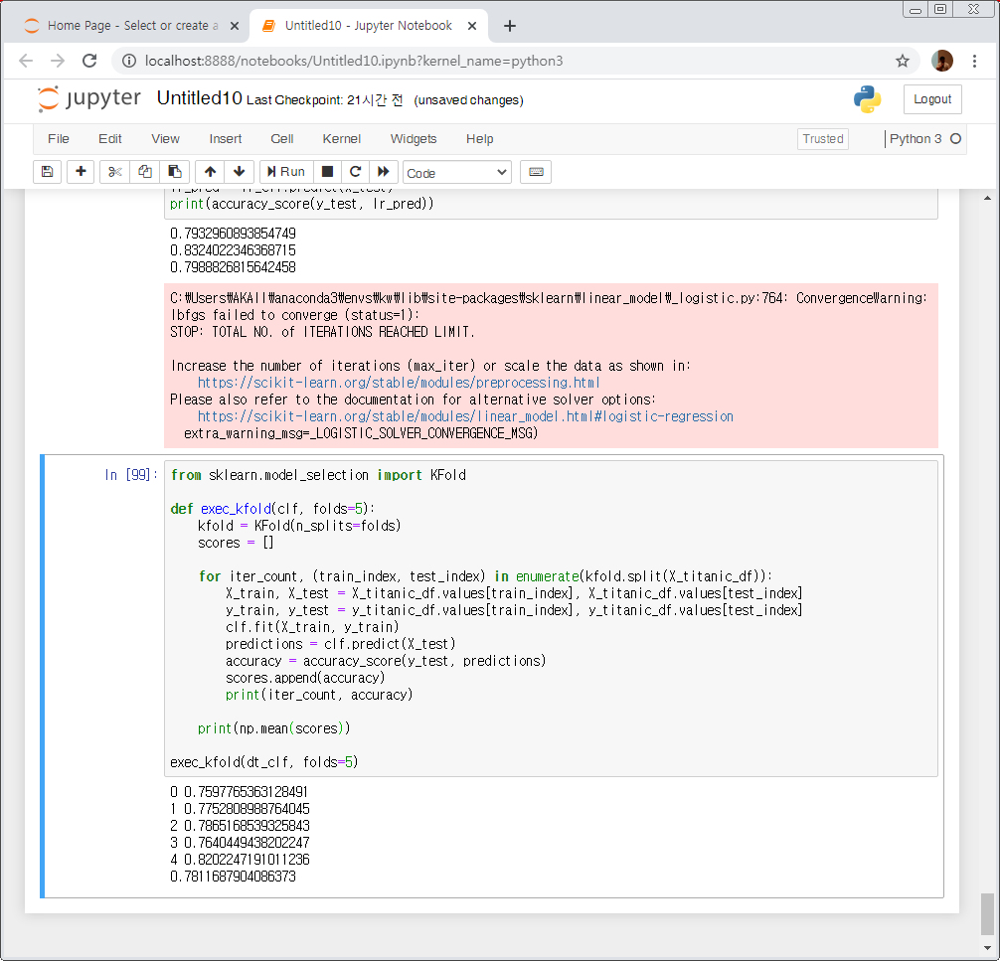 Home Page - Select or create a
Untitled10 - Jupyter Notebook
localhost:8888/notebooks/Untitled10.ipynb?kernel_name=python3
jupyter Untitled10 Last Checkpoint: 21시간 전 (unsaved changes)
Logout
File Edit View Insert Cell Kernel Widgets Help
Trusted
Python 3
Run
Code
lr_pred = lr_clf.predict(X_test)
print(accuracy_score(y_test, lr_pred))
0.7932960893854749
0.8324022346368715
0.7988826815642458
C:₩Users₩AKAII₩anaconda3₩envs₩kw₩lib₩site-packages₩sklearn₩linear_model₩_logistic.py:764: ConvergenceWarning:
lbfgs failed to converge (status=1):
STOP: TOTAL NO. of ITERATIONS REACHED LIMIT.
Increase the number of iterations (max_iter) or scale the data as shown in:
    https://scikit-learn.org/stable/modules/preprocessing.html
Please also refer to the documentation for alternative solver options:
    https://scikit-learn.org/stable/modules/linear_model.html#logistic-regression
  extra_warning_msg=_LOGISTIC_SOLVER_CONVERGENCE_MSG)
In [99]:
from sklearn.model_selection import KFold
def exec_kfold(clf, folds=5):
    kfold = KFold(n_splits=folds)
    scores = []
    for iter_count, (train_index, test_index) in enumerate(kfold.split(X_titanic_df)):
        X_train, X_test = X_titanic_df.values[train_index], X_titanic_df.values[test_index]
        y_train, y_test = y_titanic_df.values[train_index], y_titanic_df.values[test_index]
        clf.fit(X_train, y_train)
        predictions = clf.predict(X_test)
        accuracy = accuracy_score(y_test, predictions)
        scores.append(accuracy)
        print(iter_count, accuracy)
    print(np.mean(scores))
exec_kfold(dt_clf, folds=5)
0 0.7597765363128491
1 0.7752808988764045
2 0.7865168539325843
3 0.7640449438202247
4 0.8202247191011236
0.7811687904086373